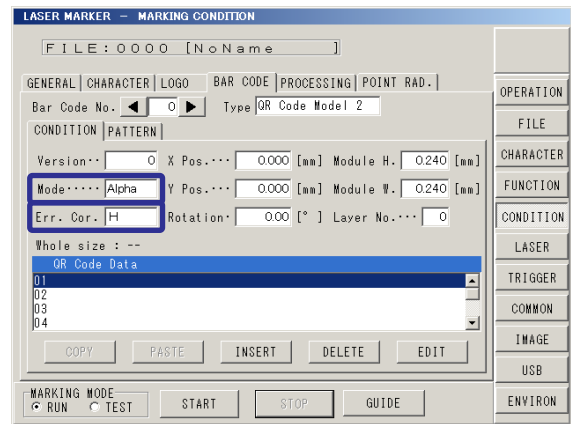 LASER MARKER － MARKING CONDITION
FILE:0000 [NoName ]
GENERAL CHARACTER LOGO BAR CODE PROCESSING POINT RAD.
Bar Code No. 0 Type QR Code Model 2
CONDITION PATTERN
Version·· 0 X Pos.··· 0.000 [mm] Module H. 0.240 [mm]
Mode····· Alpha Y Pos.··· 0.000 [mm] Module W. 0.240 [mm]
Err. Cor. H Rotation· 0.00 [° ] Layer No.··· 0
Whole size : --
QR Code Data
01
02
03
04
COPY PASTE INSERT DELETE EDIT
MARKING MODE
RUN TEST START STOP GUIDE
OPERATION
FILE
CHARACTER
FUNCTION
CONDITION
LASER
TRIGGER
COMMON
IMAGE
USB
ENVIRON